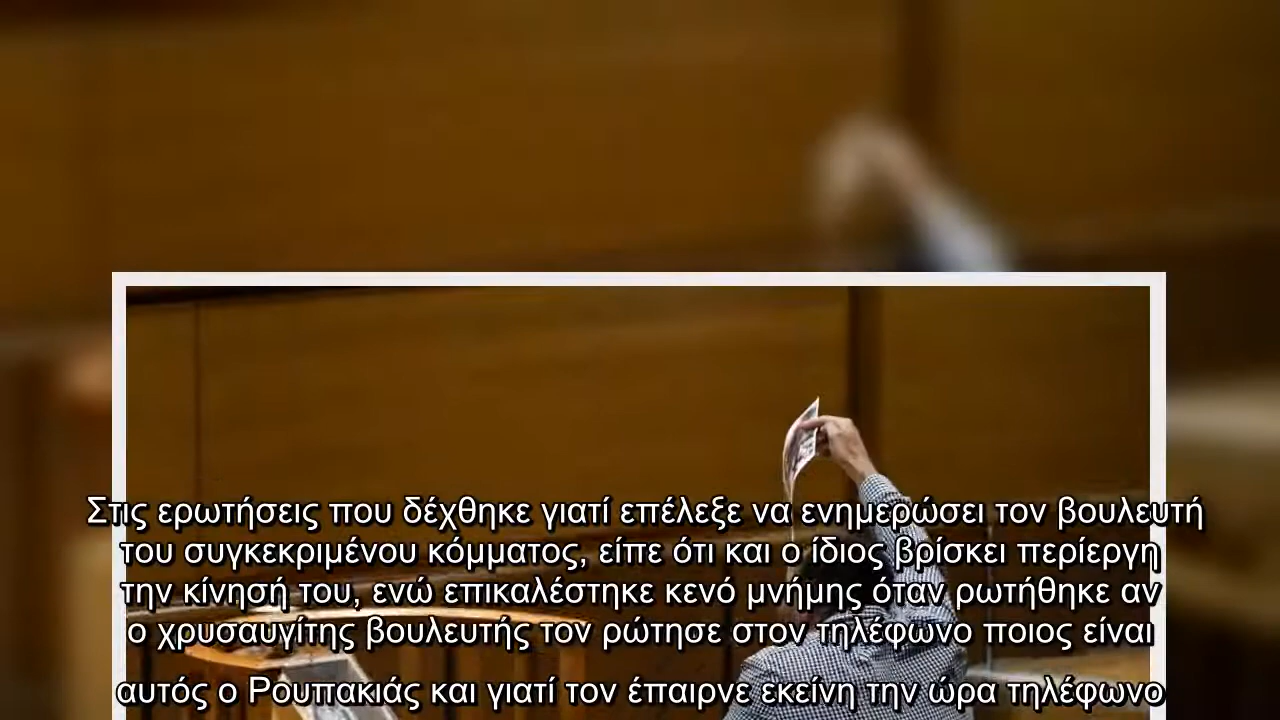 Στις ερωτήσεις που δέχθηκε γιατί επέλεξε να ενημερώσει τον βουλευτή
του συγκεκριμένου κόμματος, είπε ότι και ο ίδιος βρίσκει περίεργη
την κίνησή του, ενώ επικαλέστηκε κενό μνήμης όταν ρωτήθηκε αν
ο χρυσαυγίτης βουλευτής τον ρώτησε στον τηλέφωνο ποιος είναι
αυτός ο Ρουπακιάς και γιατί τον έπαιρνε εκείνη την ώρα τηλέφωνο